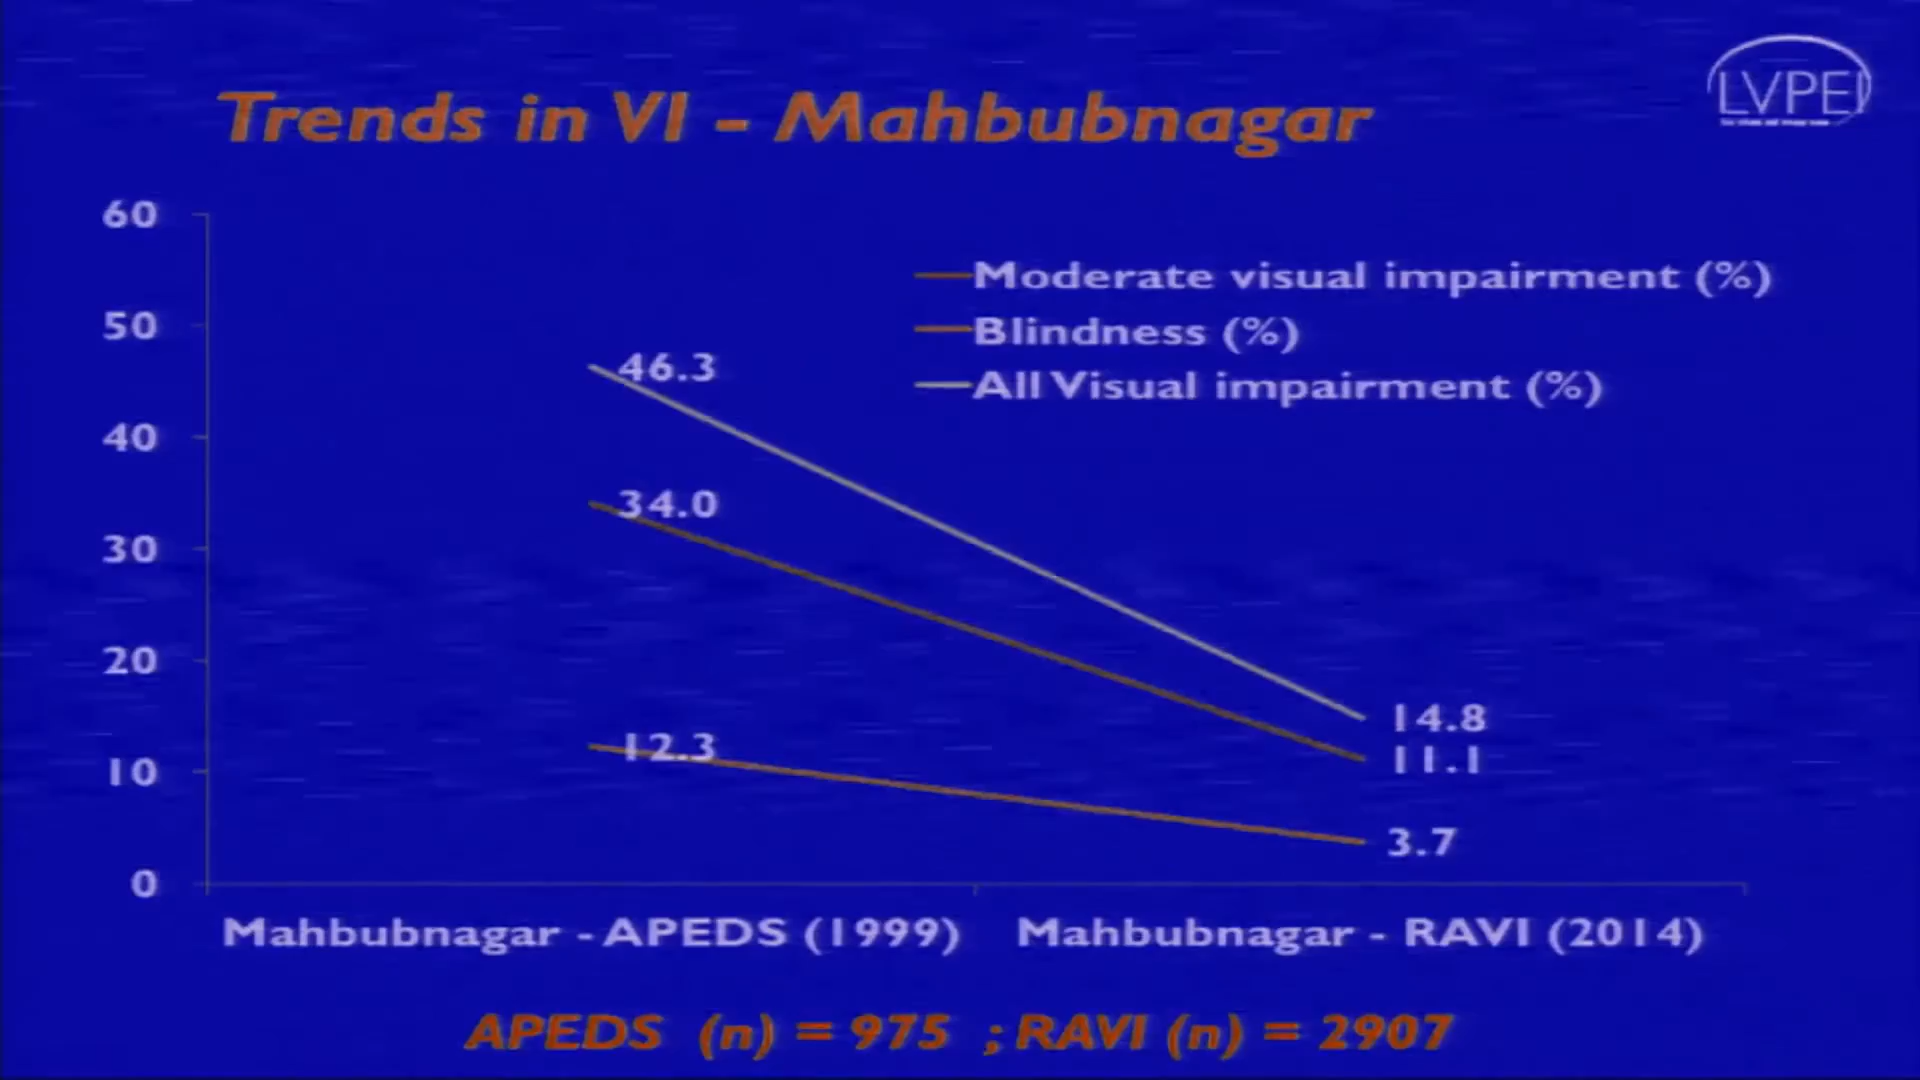 LVPEI
Trends in VI - Mahbubnagar
60
50
40
30
20
10
0
Moderate visual impairment (%)
Blindness (%)
All Visual impairment (%)
46.3
34.0
12.3
14.8
11.1
3.7
Mahbubnagar - APEDS (1999)
Mahbubnagar - RAVI (2014)
APEDS (n) = 975 ; RAVI (n) = 2907